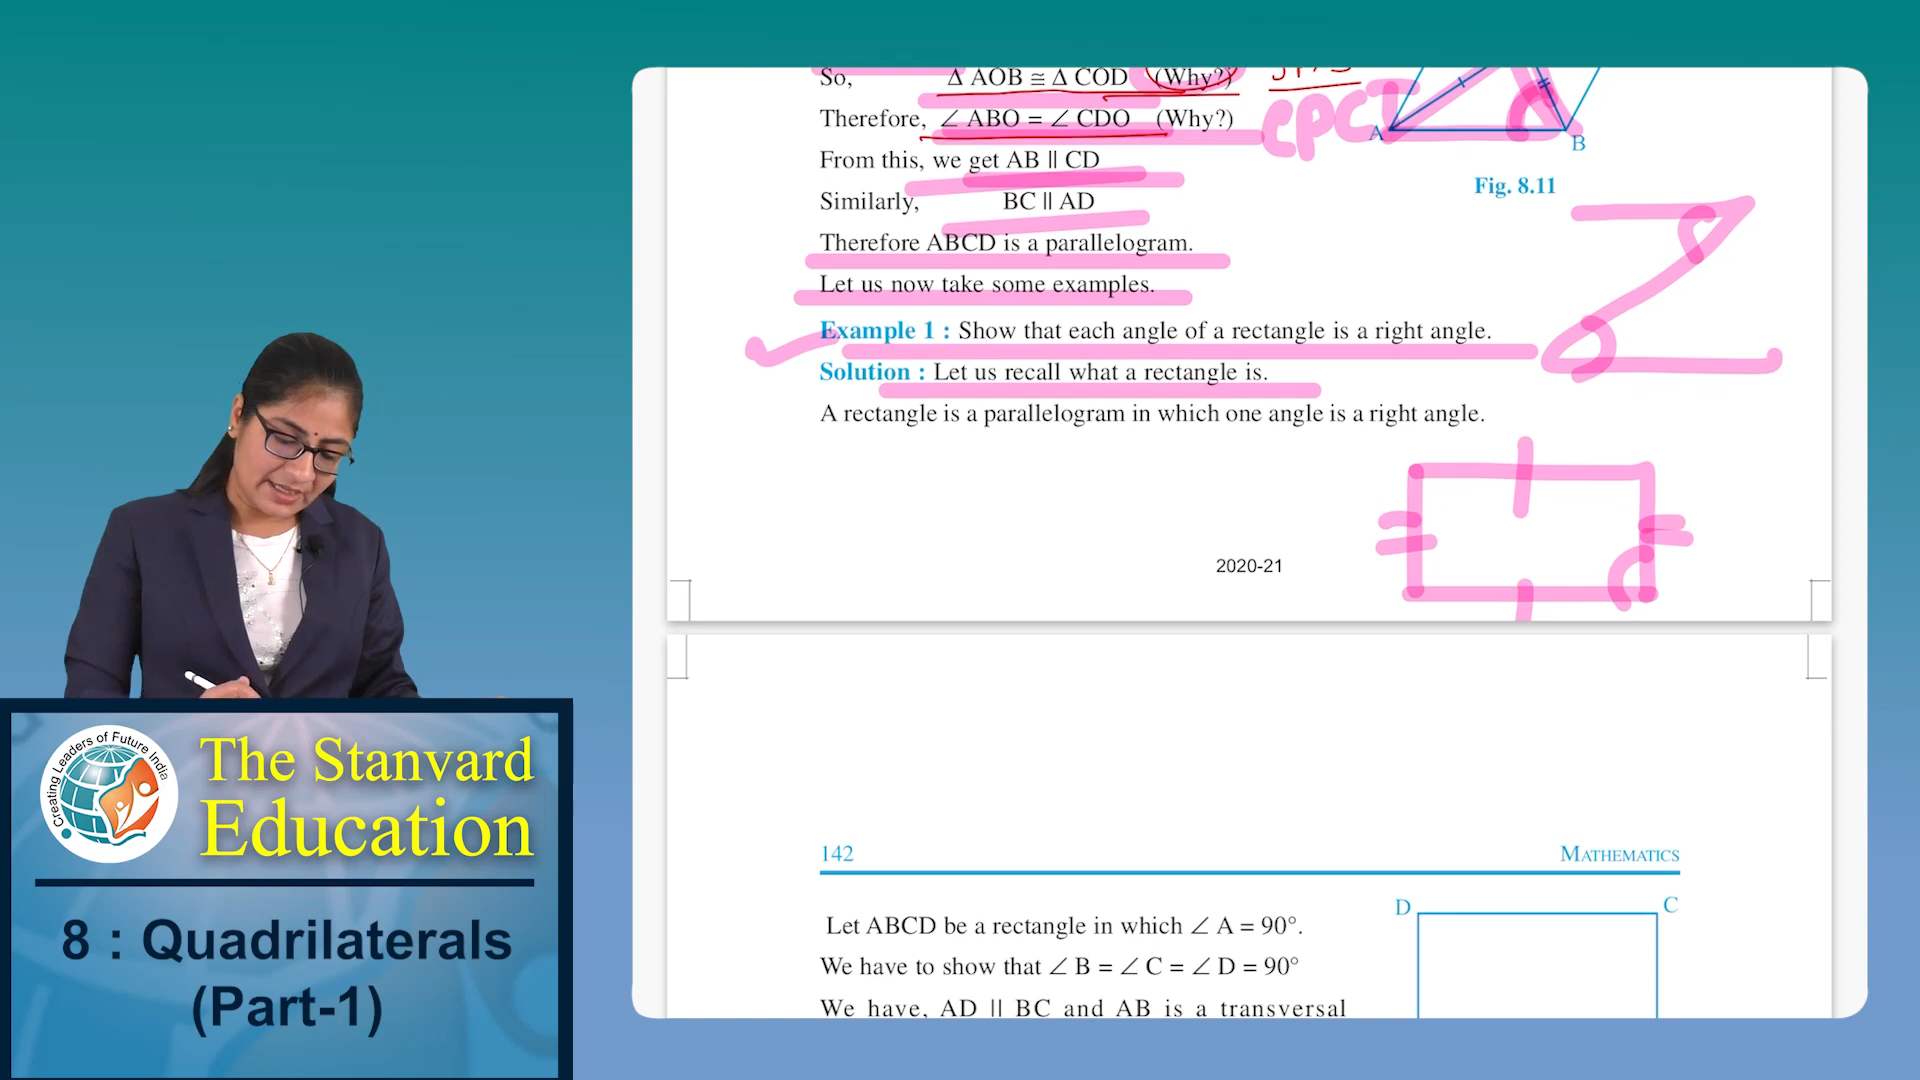 So, Δ AOB ≅ Δ COD (Why?)
Therefore, ∠ ABO = ∠ CDO (Why?) CPCT
From this, we get AB || CD
Similarly, BC || AD
Therefore ABCD is a parallelogram.
Let us now take some examples.
A B
Fig. 8.11
Example 1 : Show that each angle of a rectangle is a right angle.
Solution : Let us recall what a rectangle is.
A rectangle is a parallelogram in which one angle is a right angle.
2020-21
142 MATHEMATICS
Let ABCD be a rectangle in which ∠ A = 90°.
We have to show that ∠ B = ∠ C = ∠ D = 90°
We have, AD || BC and AB is a transversal
D C
Creating Leaders of Future India
The Stanvard
Education
8 : Quadrilaterals
(Part-1)